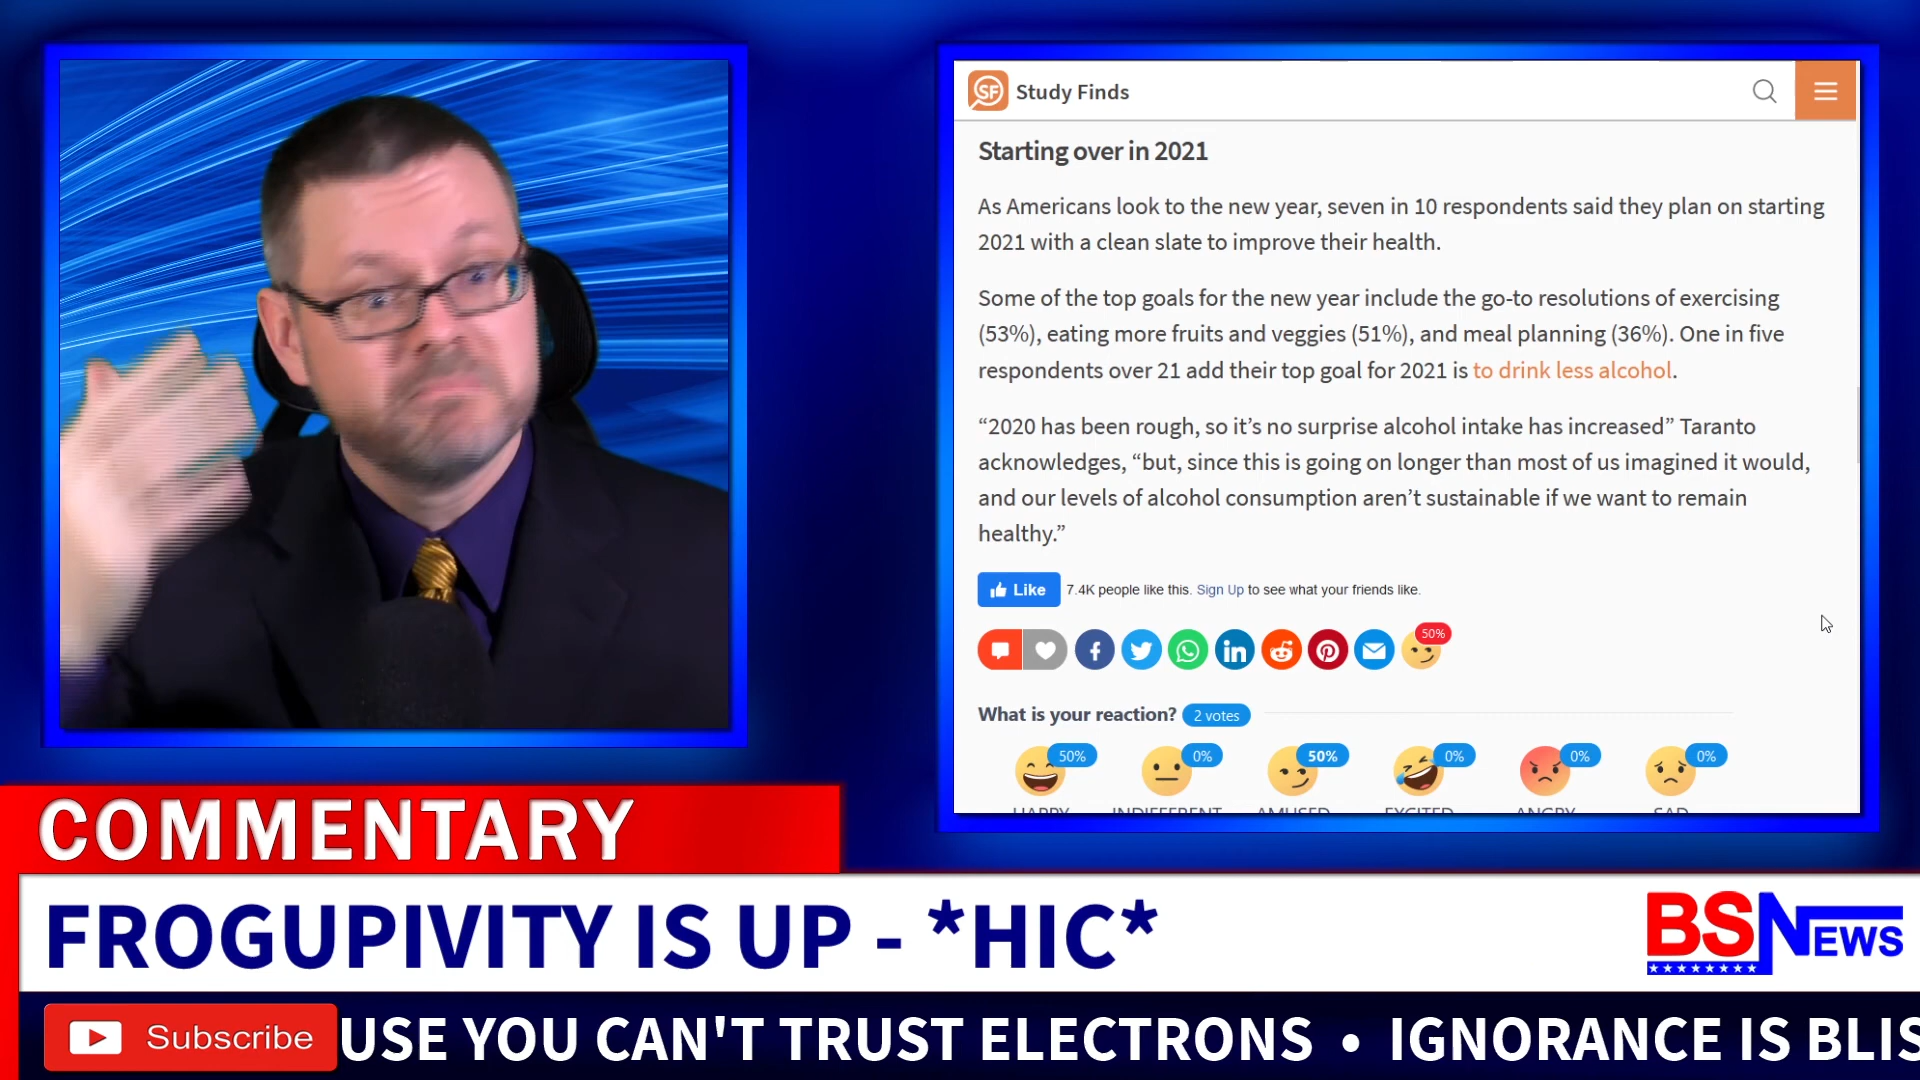 SF Study Finds
Starting over in 2021
As Americans look to the new year, seven in 10 respondents said they plan on starting
2021 with a clean slate to improve their health.
Some of the top goals for the new year include the go-to resolutions of exercising
(53%), eating more fruits and veggies (51%), and meal planning (36%). One in five
respondents over 21 add their top goal for 2021 is to drink less alcohol.
“2020 has been rough, so it’s no surprise alcohol intake has increased” Taranto
acknowledges, “but, since this is going on longer than most of us imagined it would,
and our levels of alcohol consumption aren’t sustainable if we want to remain
healthy.”
Like 7.4K people like this. Sign Up to see what your friends like.
50%
What is your reaction? 2 votes
50% 0% 50% 0% 0% 0%
HAPPY INDIFFERENT AMUSED EXCITED ANGRY SAD
COMMENTARY
FROGUPIVITY IS UP - *HIC*
BSNEWS
Subscribe USE YOU CAN'T TRUST ELECTRONS • IGNORANCE IS BLIS